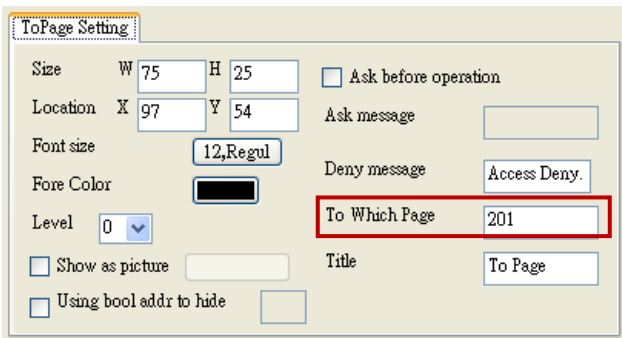 ToPage Setting
Size W 75 H 25
Location X 97 Y 54
Font size 12,Regul
Fore Color
Level 0
Show as picture
Using bool addr to hide
Ask before operation
Ask message
Deny message Access Deny.
To Which Page 201
Title To Page